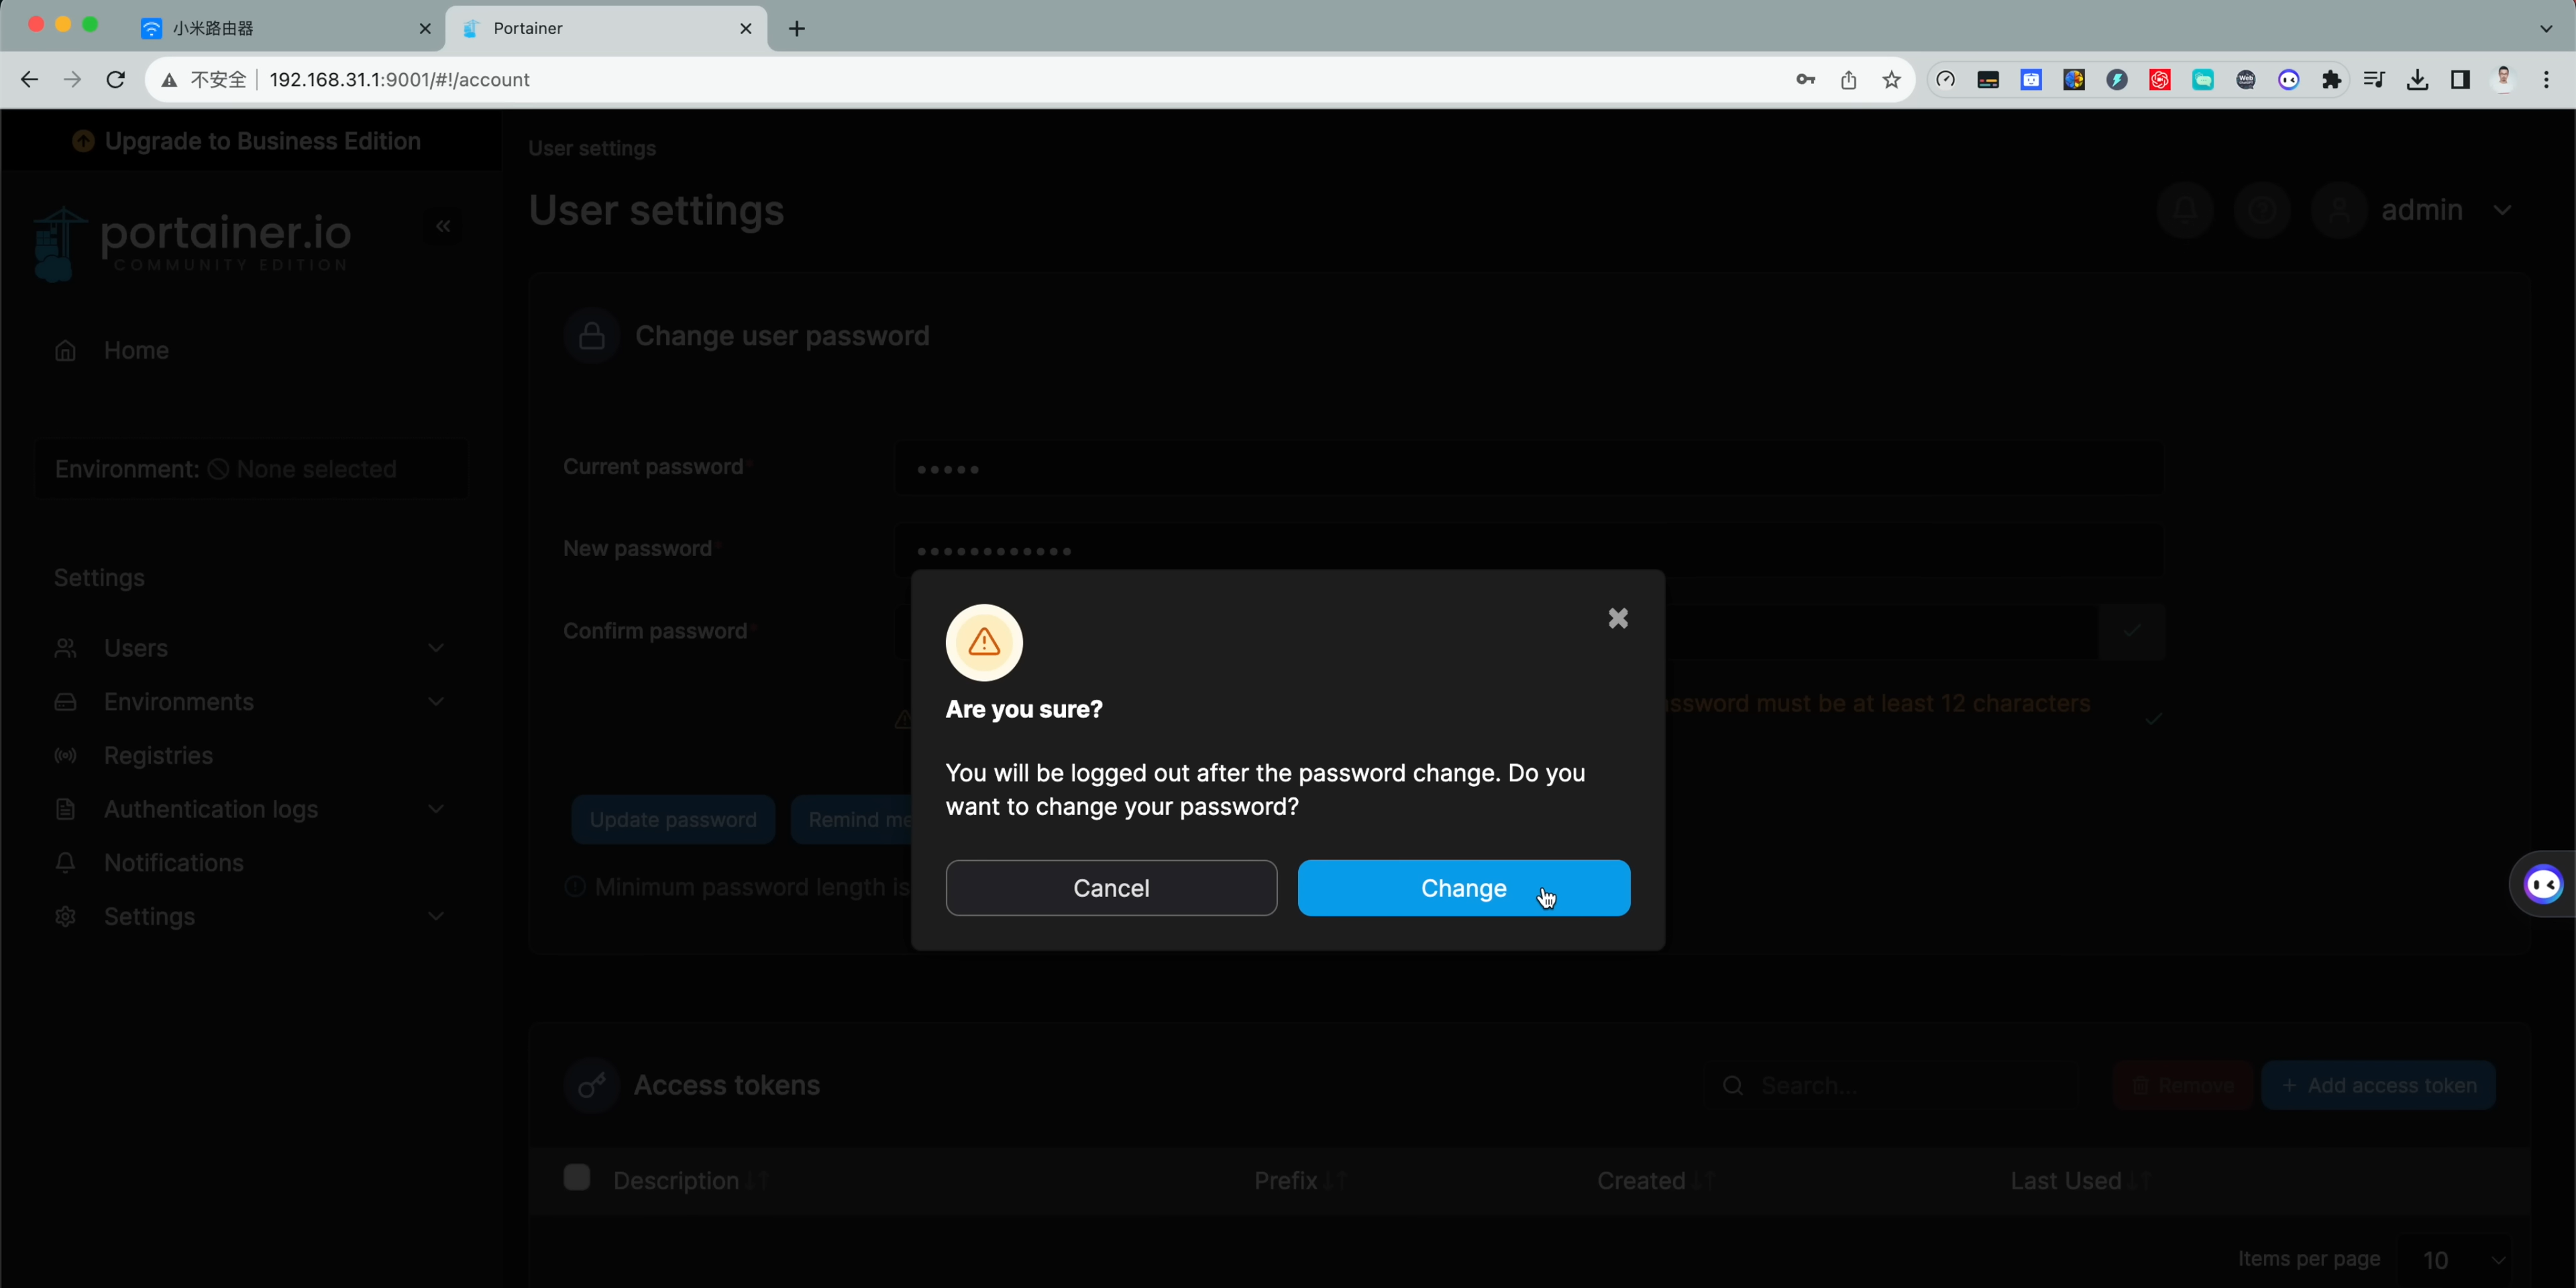 小米路由器
Portainer
不安全
192.168.31.1:9001/#!/account
Upgrade to Business Edition
portainer.io
COMMUNITY EDITION
Home
Environment: None selected
Settings
Users
Environments
Registries
Authentication logs
Notifications
Settings
User settings
User settings
admin
Change user password
Current password*
New password*
Confirm password*
ssword must be at least 12 characters
Update password
Remind me
Minimum password length is
Are you sure?
You will be logged out after the password change. Do you
want to change your password?
Cancel
Change
Access tokens
Search...
Remove
+ Add access token
Description
Prefix
Created
Last Used
Items per page
10